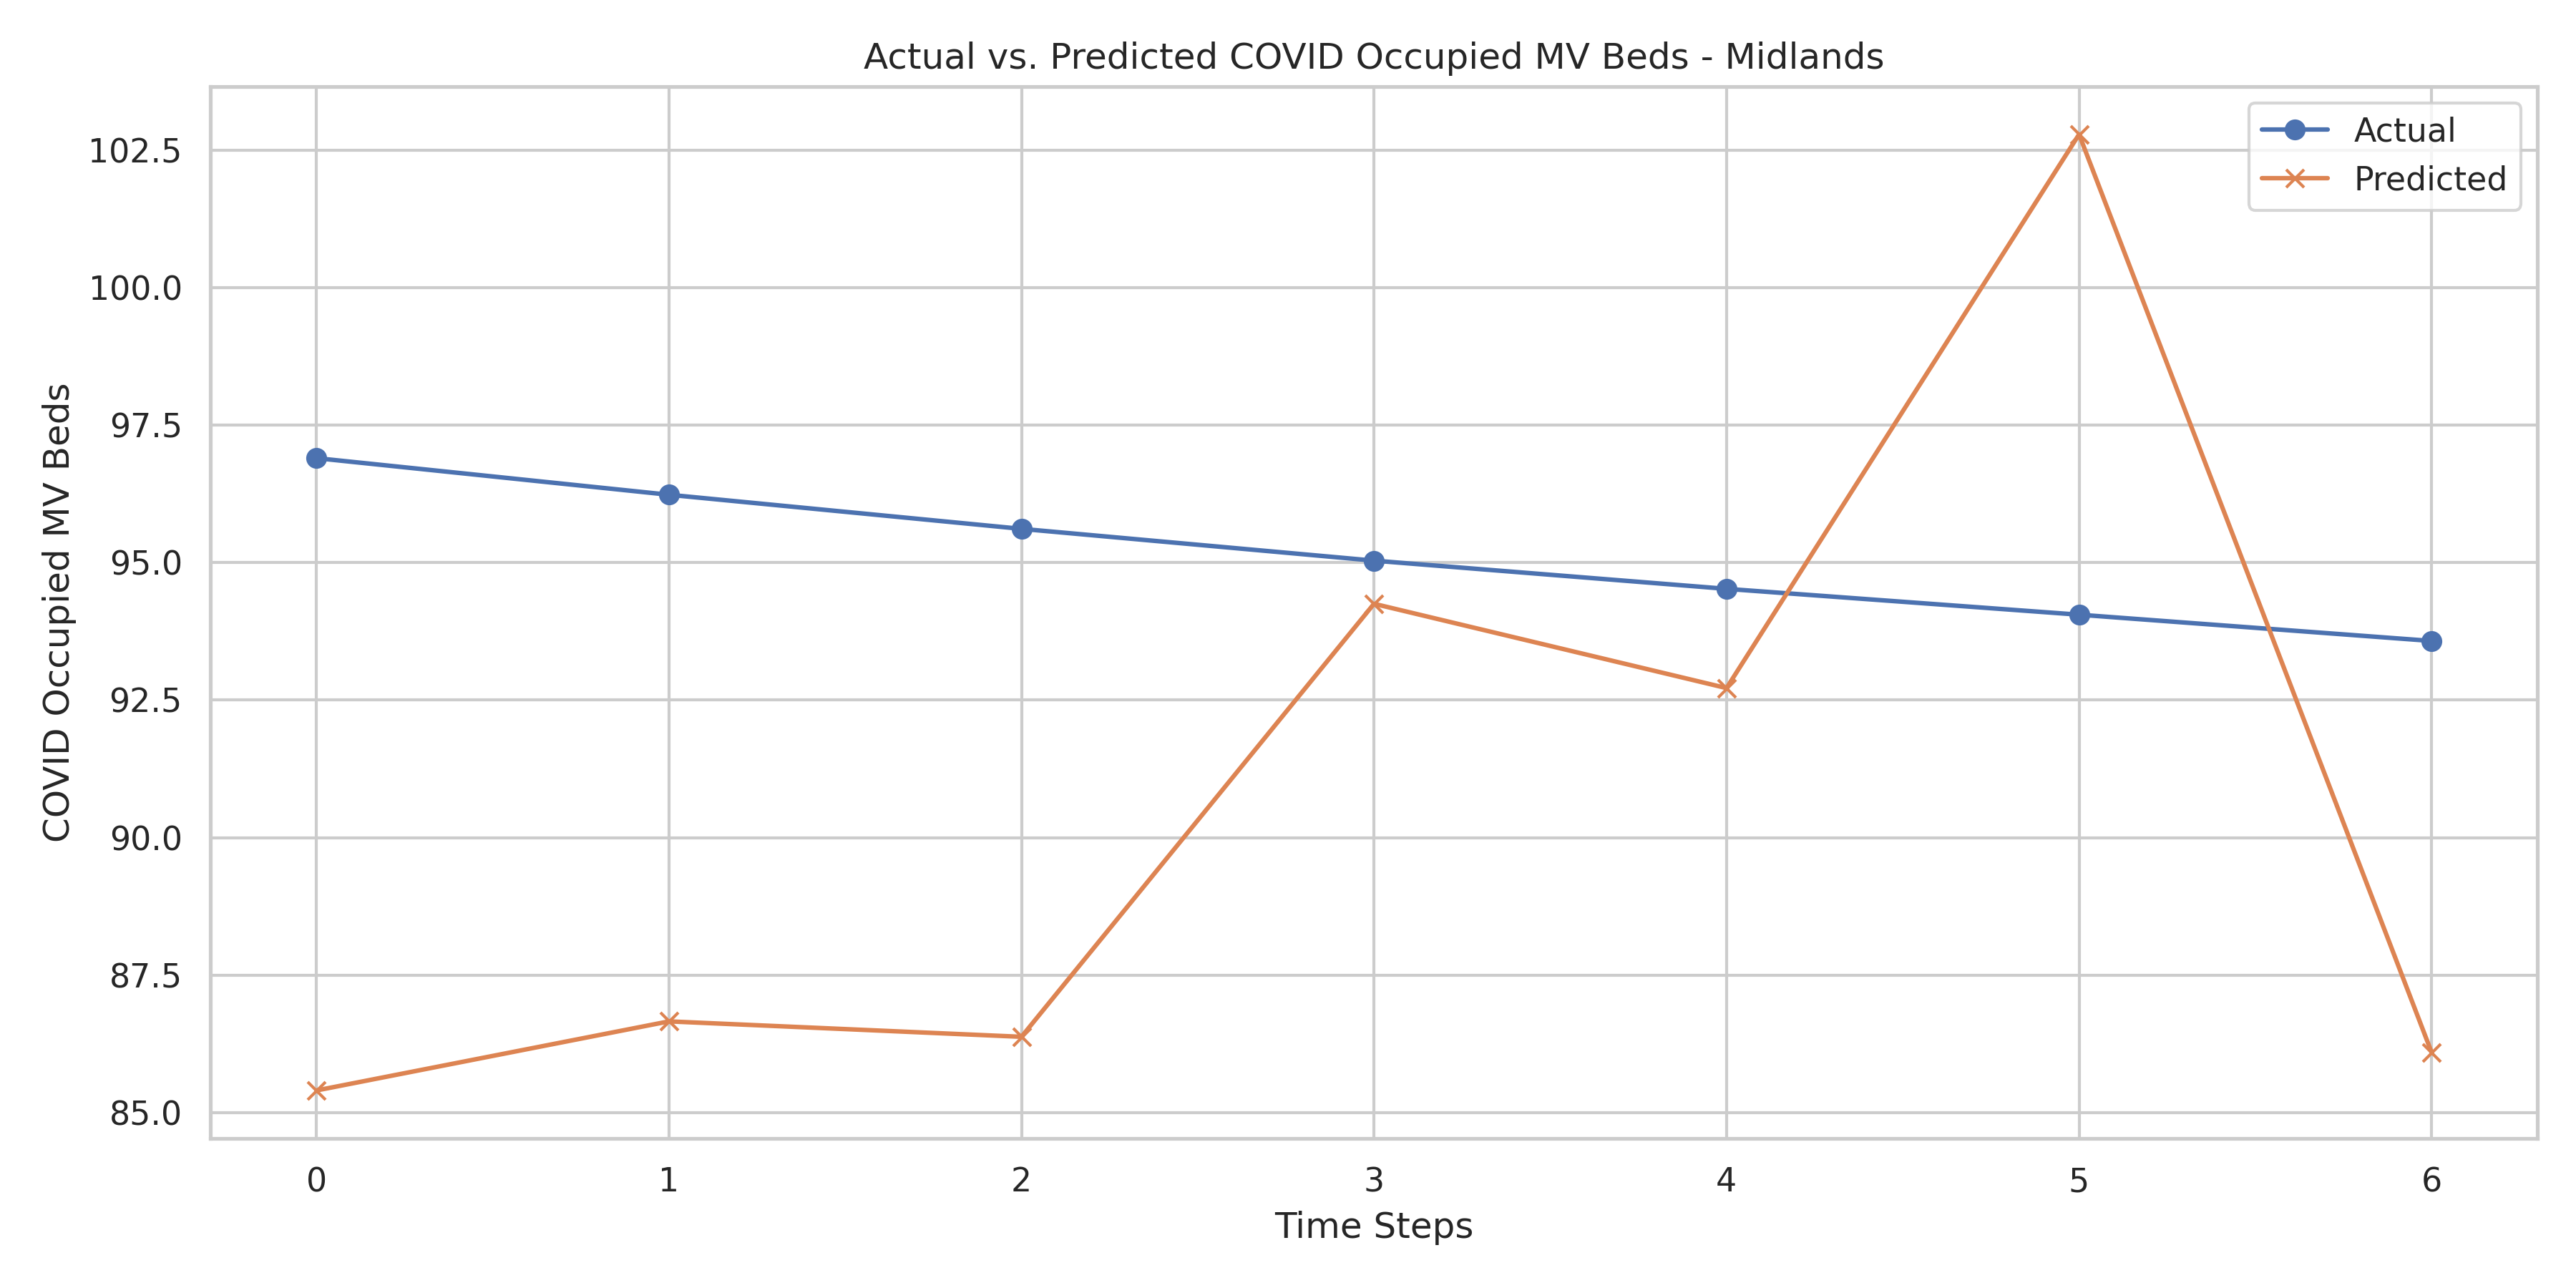 Actual vs. Predicted COVID Occupied MV Beds - Midlands
Actual
Predicted
COVID Occupied MV Beds
102.5
100.0
97.5
95.0
92.5
90.0
87.5
85.0
0 1 2 3 4 5 6
Time Steps